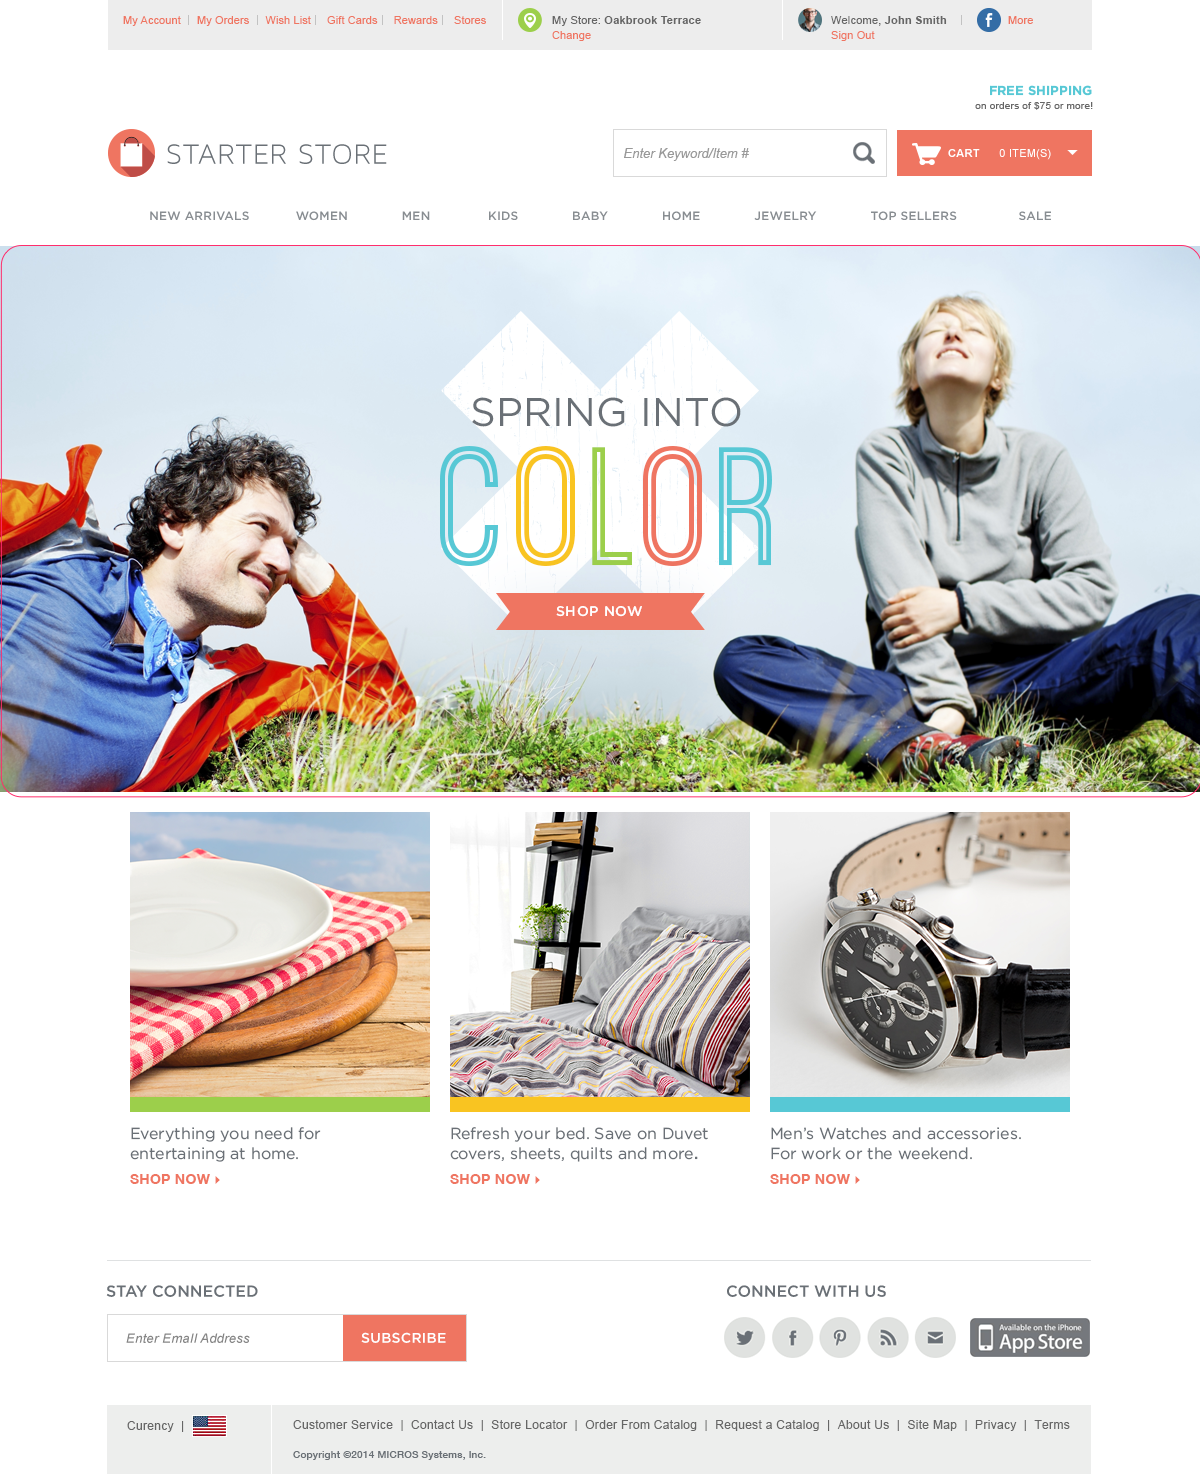 My Account | My Orders | Wish List | Gift Cards | Rewards | Stores
My Store: Oakbrook Terrace
Change
Welcome, John Smith | More
Sign Out
FREE SHIPPING
on orders of $75 or more!
STARTER STORE
Enter Keyword/Item #
CART 0 ITEM(S)
NEW ARRIVALS WOMEN MEN KIDS BABY HOME JEWELRY TOP SELLERS SALE
SPRING INTO
COLOR
SHOP NOW
Everything you need for
entertaining at home.
SHOP NOW
Refresh your bed. Save on Duvet
covers, sheets, quilts and more.
SHOP NOW
Men's Watches and accessories.
For work or the weekend.
SHOP NOW
STAY CONNECTED
Enter Email Address
SUBSCRIBE
CONNECT WITH US
Available on the iPhone
App Store
Curency |
Customer Service | Contact Us | Store Locator | Order From Catalog | Request a Catalog | About Us | Site Map | Privacy | Terms
Copyright ©2014 MICROS Systems, Inc.